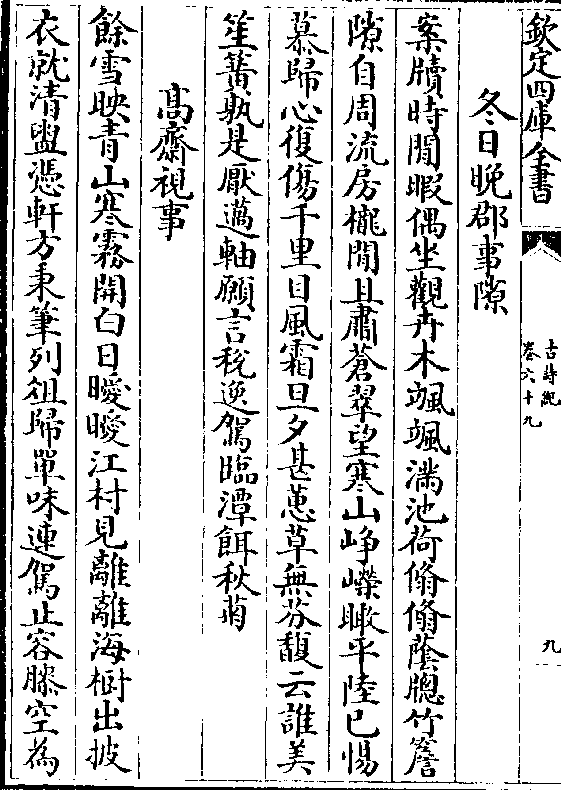 欽定四庫全書
古詩紀
卷六十九
九
冬日晚郡事隙
案牘時閒暇偶坐觀卉木颯颯滿池荷翛翛蔭牕竹簷
隙自周流房櫳閒且肅蒼翠望寒山崢嶸瞰平陸已惕
慕歸心復傷千里目風霜旦夕甚蕙草無芬馥云誰美
笙簧孰是厭薖軸願言稅逸駕臨潭餌秋菊
高齋視事
餘雪映青山寒霧開白日曖曖江村見離離海樹出披
衣就清盥憑軒方秉筆列俎歸單味連駕止容膝空為